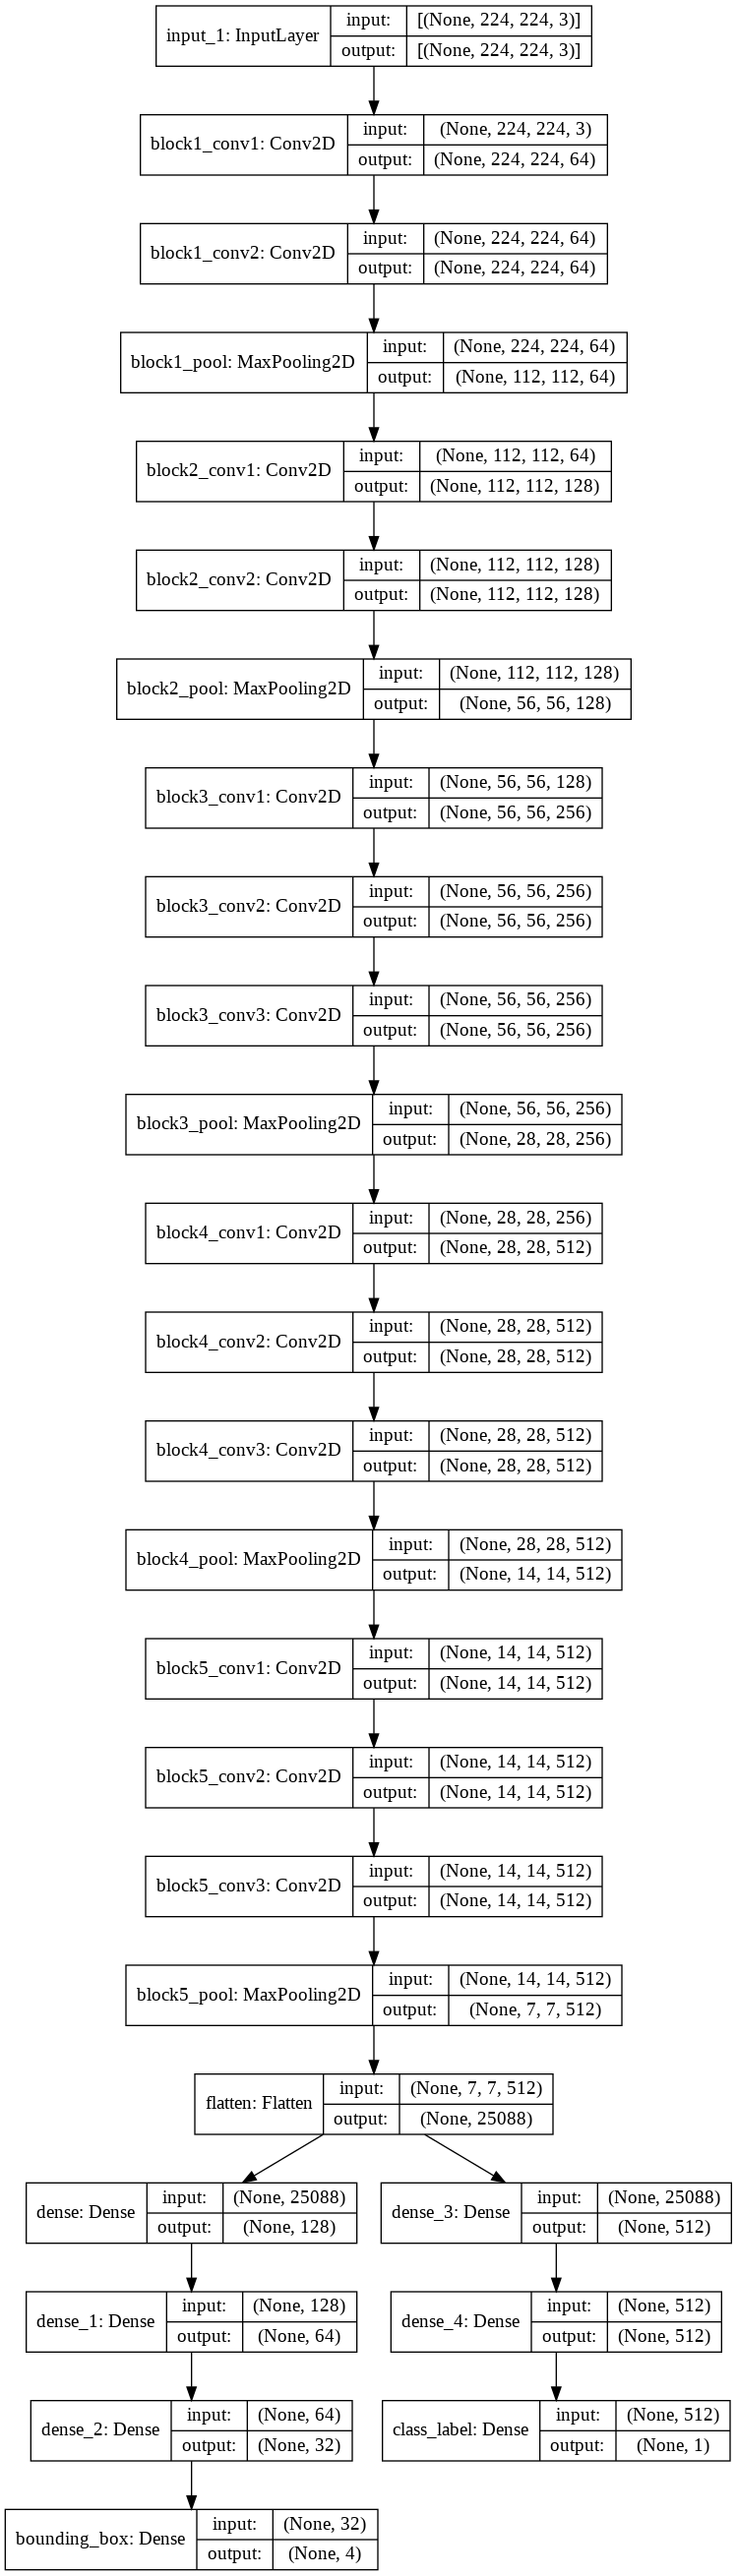 input_1: InputLayer
input: [(None, 224, 224, 3)]
output: [(None, 224, 224, 3)]
block1_conv1: Conv2D
input: (None, 224, 224, 3)
output: (None, 224, 224, 64)
block1_conv2: Conv2D
input: (None, 224, 224, 64)
output: (None, 224, 224, 64)
block1_pool: MaxPooling2D
input: (None, 224, 224, 64)
output: (None, 112, 112, 64)
block2_conv1: Conv2D
input: (None, 112, 112, 64)
output: (None, 112, 112, 128)
block2_conv2: Conv2D
input: (None, 112, 112, 128)
output: (None, 112, 112, 128)
block2_pool: MaxPooling2D
input: (None, 112, 112, 128)
output: (None, 56, 56, 128)
block3_conv1: Conv2D
input: (None, 56, 56, 128)
output: (None, 56, 56, 256)
block3_conv2: Conv2D
input: (None, 56, 56, 256)
output: (None, 56, 56, 256)
block3_conv3: Conv2D
input: (None, 56, 56, 256)
output: (None, 56, 56, 256)
block3_pool: MaxPooling2D
input: (None, 56, 56, 256)
output: (None, 28, 28, 256)
block4_conv1: Conv2D
input: (None, 28, 28, 256)
output: (None, 28, 28, 512)
block4_conv2: Conv2D
input: (None, 28, 28, 512)
output: (None, 28, 28, 512)
block4_conv3: Conv2D
input: (None, 28, 28, 512)
output: (None, 28, 28, 512)
block4_pool: MaxPooling2D
input: (None, 28, 28, 512)
output: (None, 14, 14, 512)
block5_conv1: Conv2D
input: (None, 14, 14, 512)
output: (None, 14, 14, 512)
block5_conv2: Conv2D
input: (None, 14, 14, 512)
output: (None, 14, 14, 512)
block5_conv3: Conv2D
input: (None, 14, 14, 512)
output: (None, 14, 14, 512)
block5_pool: MaxPooling2D
input: (None, 14, 14, 512)
output: (None, 7, 7, 512)
flatten: Flatten
input: (None, 7, 7, 512)
output: (None, 25088)
dense: Dense
input: (None, 25088)
output: (None, 128)
dense_3: Dense
input: (None, 25088)
output: (None, 512)
dense_1: Dense
input: (None, 128)
output: (None, 64)
dense_4: Dense
input: (None, 512)
output: (None, 512)
dense_2: Dense
input: (None, 64)
output: (None, 32)
class_label: Dense
input: (None, 512)
output: (None, 1)
bounding_box: Dense
input: (None, 32)
output: (None, 4)